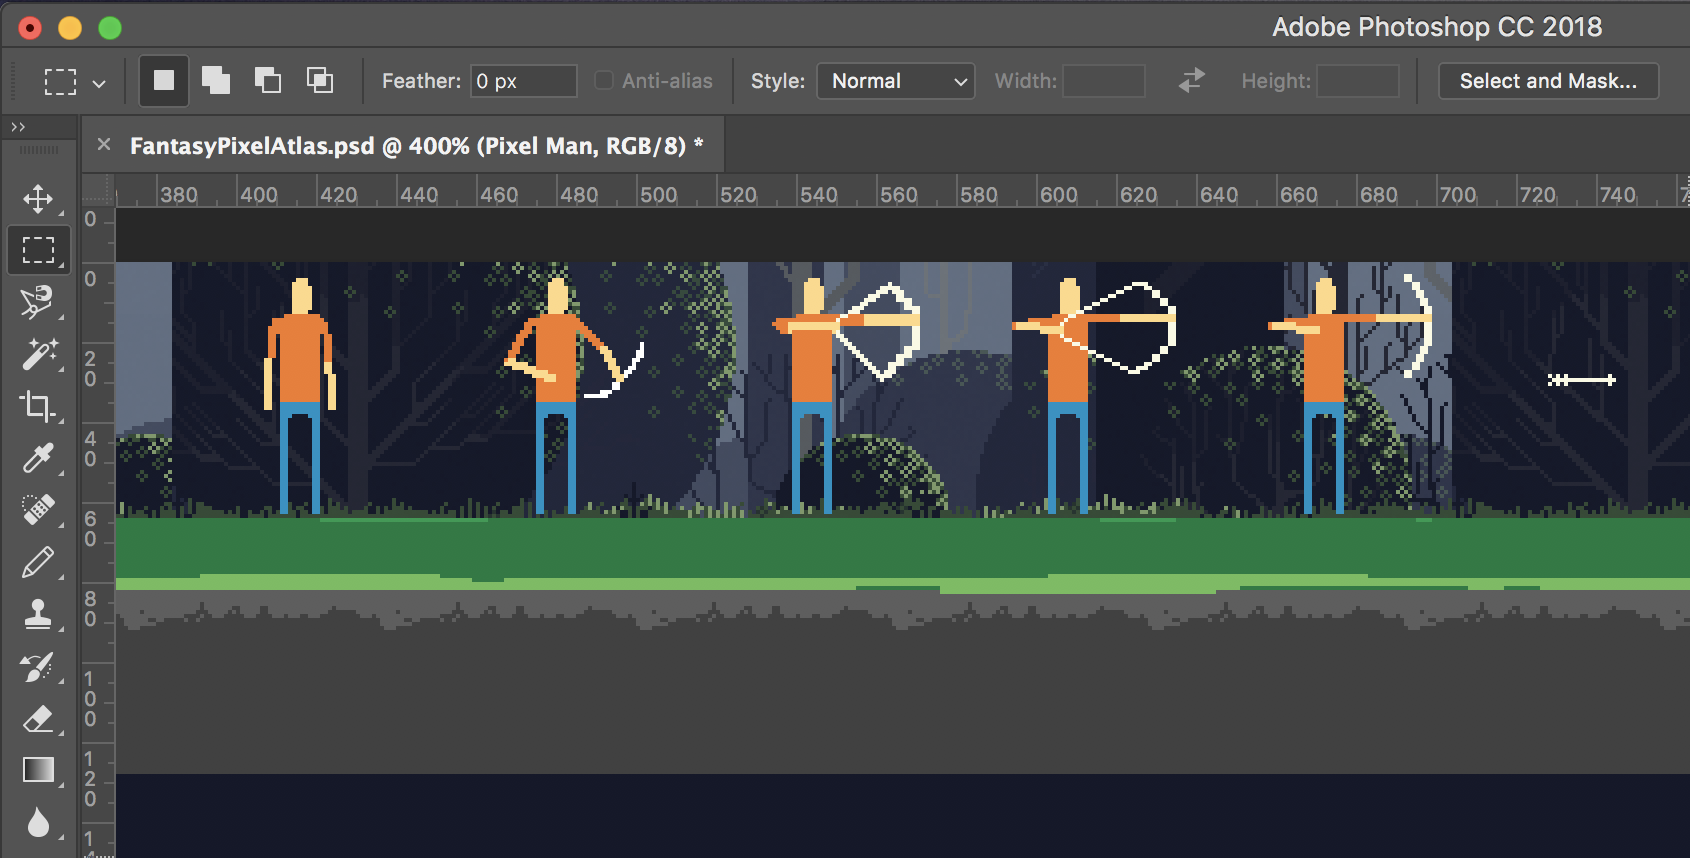 Adobe Photoshop CC 2018
Feather: 0 px Anti-alias Style: Normal Width: Height: Select and Mask...
FantasyPixelAtlas.psd @ 400% (Pixel Man, RGB/8) *
380 400 420 440 460 480 500 520 540 560 580 600 620 640 660 680 700 720 740
0
0
20
40
60
80
100
120